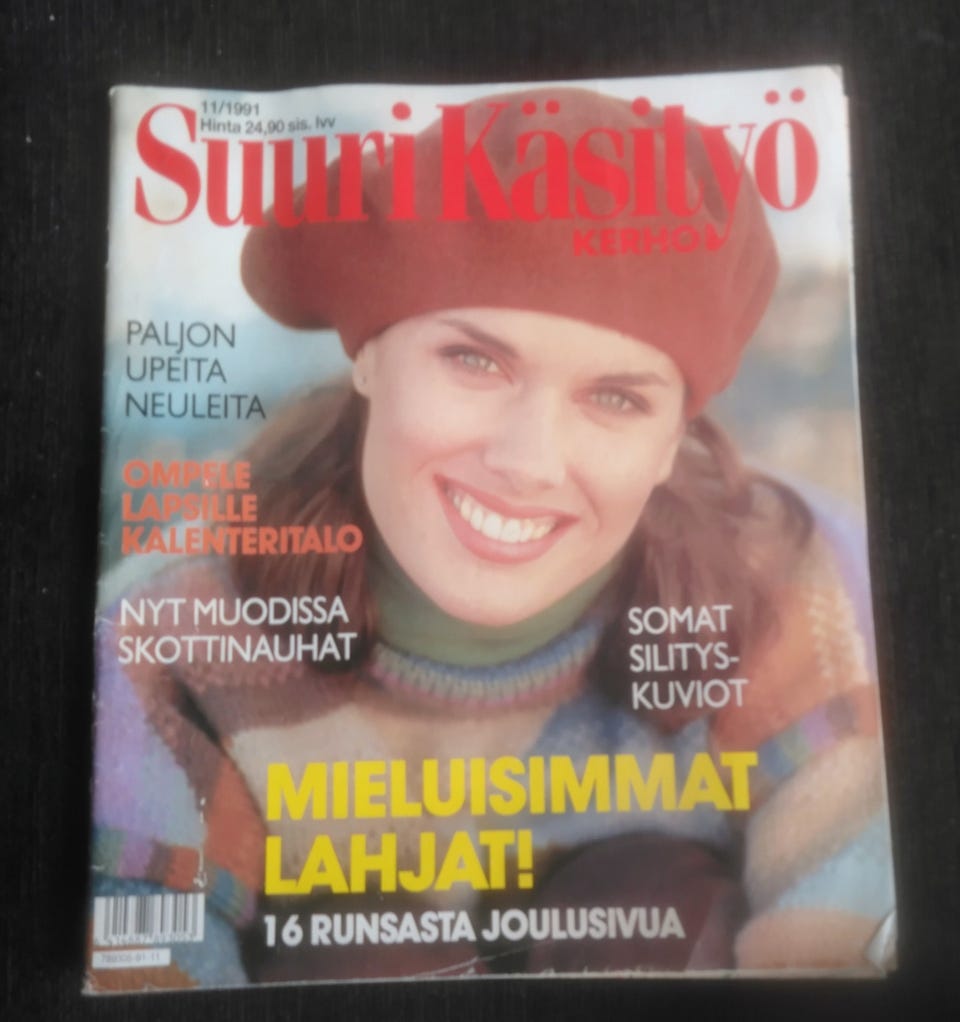 11/1991
Hinta 24,90 sis. lvv
Suuri Käsityö
KERHO
PALJON
UPEITA
NEULEITA
OMPELE
LAPSILLE
KALENTERITALO
NYT MUODISSA
SKOTTINAUHAT
SOMAT
SILITYS-
KUVIOT
MIELUISIMMAT
LAHJAT!
16 RUNSASTA JOULUSIVUA